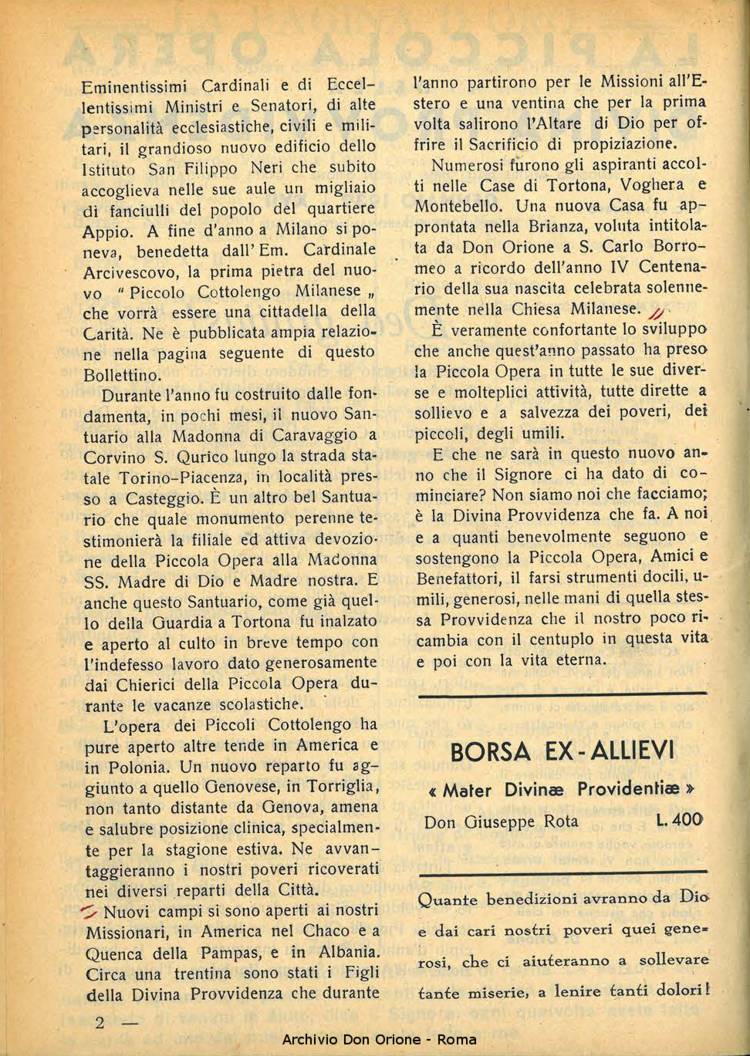 Eminentissimi Cardinali e di Eccel-
lentissimi Ministri e Senatori, di alte
personalità ecclesiastiche, civili e mili-
tari, il grandioso nuovo edificio dello
Istituto San Filippo Neri che subito
accoglieva nelle sue aule un migliaio
di fanciulli del popolo del quartiere
Appio. A fine d'anno a Milano si po-
neva, benedetta dall' Em. Cardinale
Arcivescovo, la prima pietra del nuo-
vo " Piccolo Cottolengo Milanese „
che vorrà essere una cittadella della
Carità. Ne è pubblicata ampia relazio-
ne nella pagina seguente di questo
Bollettino.
Durante l'anno fu costruito dalle fon-
damenta, in pochi mesi, il nuovo San-
tuario alla Madonna di Caravaggio a
Corvino S. Qurico lungo la strada sta-
tale Torino-Piacenza, in località pres-
so a Casteggio. È un altro bel Santua-
rio che quale monumento perenne te-
stimonierà la filiale ed attiva devozio-
ne della Piccola Opera alla Madonna
SS. Madre di Dio e Madre nostra. E
anche questo Santuario, come già quel-
lo della Guardia a Tortona fu inalzato
e aperto al culto in breve tempo con
l'indefesso lavoro dato generosamente
dai Chierici della Piccola Opera du-
rante le vacanze scolastiche.
L'opera dei Piccoli Cottolengo ha
pure aperto altre tende in America e
in Polonia. Un nuovo reparto fu ag-
giunto a quello Genovese, in Torriglia,
non tanto distante da Genova, amena
e salubre posizione clinica, specialmen-
te per la stagione estiva. Ne avvan-
taggieranno i nostri poveri ricoverati
nei diversi reparti della Città.
Nuovi campi si sono aperti ai nostri
Missionari, in America nel Chaco e a
Quenca della Pampas, e in Albania.
Circa una trentina sono stati i Figli
della Divina Provvidenza che durante
2 —
l'anno partirono per le Missioni all'E-
stero e una ventina che per la prima
volta salirono l'Altare di Dio per of-
frire il Sacrificio di propiziazione.
Numerosi furono gli aspiranti accol-
ti nelle Case di Tortona, Voghera e
Montebello. Una nuova Casa fu ap-
prontata nella Brianza, voluta intitola-
ta da Don Orione a S. Carlo Borro-
meo a ricordo dell'anno IV Centena-
rio della sua nascita celebrata solenne-
mente nella Chiesa Milanese.
È veramente confortante lo sviluppo
che anche quest'anno passato ha preso
la Piccola Opera in tutte le sue diver-
se e molteplici attività, tutte dirette a
sollievo e a salvezza dei poveri, dei
piccoli, degli umili.
E che ne sarà in questo nuovo an-
no che il Signore ci ha dato di co-
minciare? Non siamo noi che facciamo;
è la Divina Provvidenza che fa. A noi
e a quanti benevolmente seguono e
sostengono la Piccola Opera, Amici e
Benefattori, il farsi strumenti docili, u-
mili, generosi, nelle mani di quella stes-
sa Provvidenza che il nostro poco ri-
cambia con il centuplo in questa vita
e poi con la vita eterna.
BORSA EX - ALLIEVI
« Mater Divinæ Providentiæ »
Don Giuseppe Rota L. 400
Quante benedizioni avranno da Dio
e dai cari nostri poveri quei gene-
rosi, che ci aiuteranno a sollevare
tante miserie, a lenire tanti dolori!
Archivio Don Orione - Roma